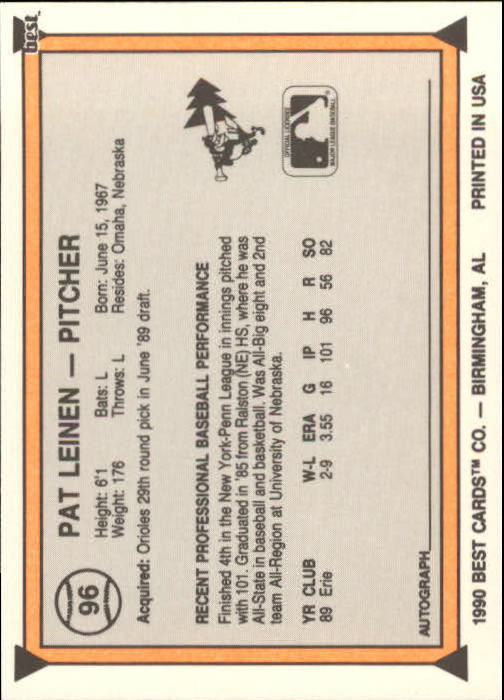 best
96
PAT LEINEN — PITCHER
Height: 6'1 Bats: L Born: June 15, 1967
Weight: 176 Throws: L Resides: Omaha, Nebraska
Acquired: Orioles 29th round pick in June '89 draft.
RECENT PROFESSIONAL BASEBALL PERFORMANCE
Finished 4th in the New York-Penn League in innings pitched
with 101. Graduated in '85 from Ralston (NE) HS, where he was
All-State in baseball and basketball. Was All-Big eight and 2nd
team All-Region at University of Nebraska.
YR CLUB W-L ERA G IP H R SO
89 Erie 2-9 3.55 16 101 96 56 82
OFFICIAL LICENSEE
MAJOR LEAGUE BASEBALL
AUTOGRAPH
1990 BEST CARDS™ CO. — BIRMINGHAM, AL PRINTED IN USA